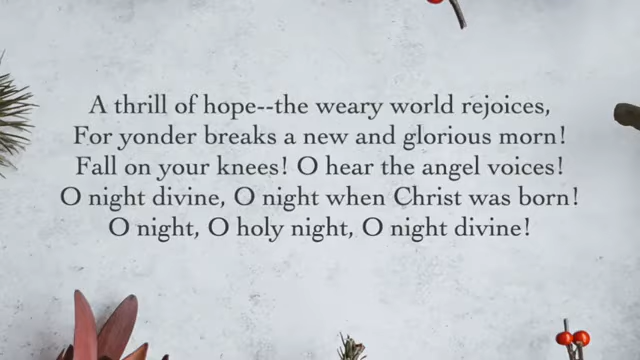 A thrill of hope--the weary world rejoices,
For yonder breaks a new and glorious morn!
Fall on your knees! O hear the angel voices!
O night divine, O night when Christ was born!
O night, O holy night, O night divine!